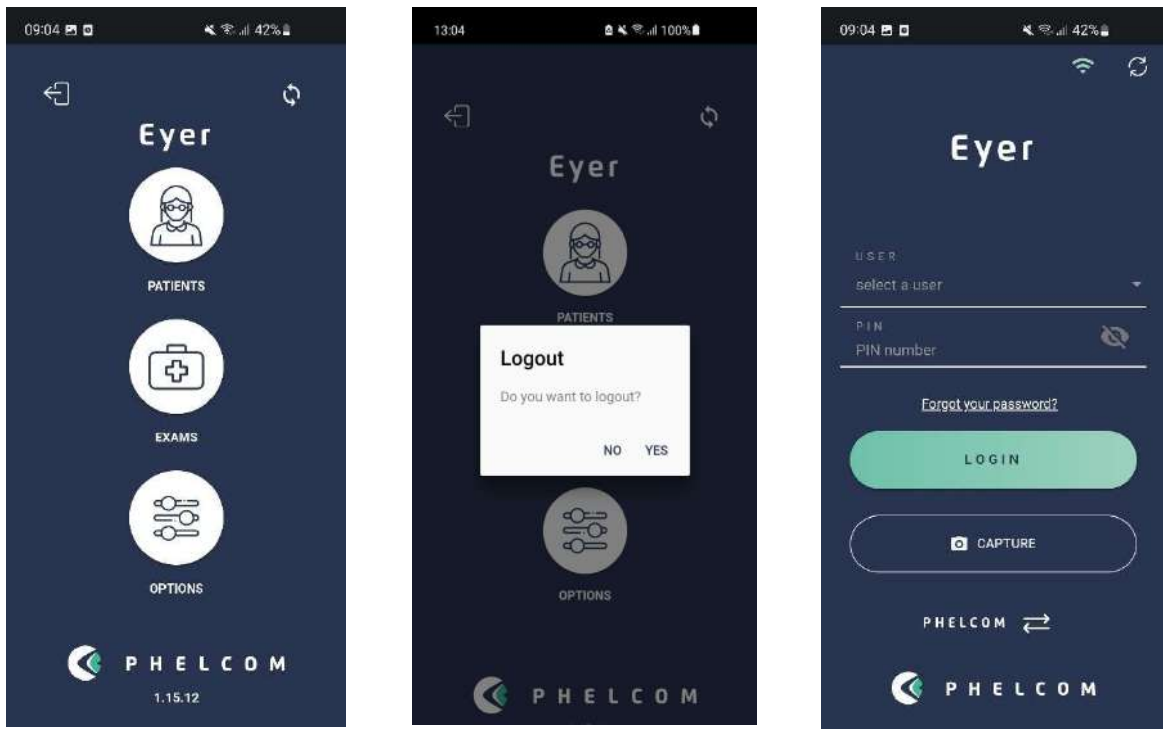 09:04 42%
Eyer
PATIENTS
EXAMS
OPTIONS
PHELCOM
1.15.12
13:04 100%
Eyer
PATIENTS
Logout
Do you want to logout?
NO YES
OPTIONS
PHELCOM
09:04 42%
Eyer
USER
select a user
PIN
PIN number
Forgot your password?
LOGIN
CAPTURE
PHELCOM
PHELCOM